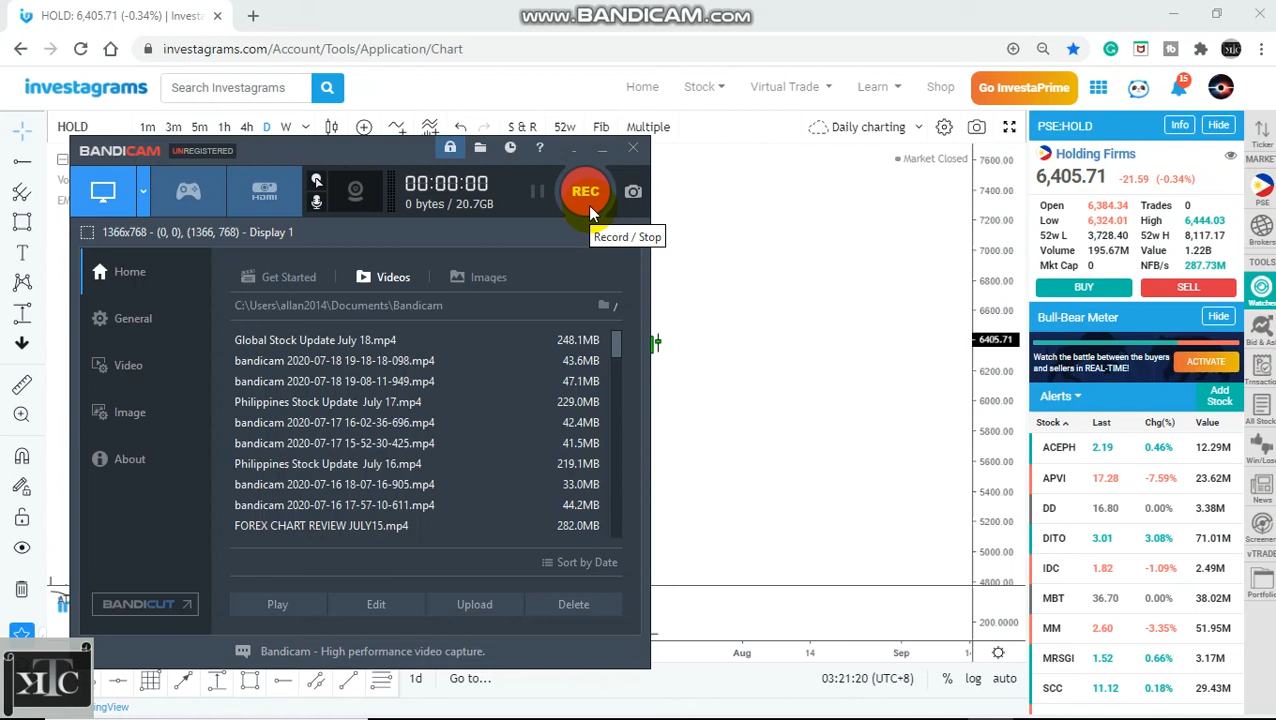 HOLD: 6,405.71 (-0.34%) | Investa
www.BANDICAM.com
investagrams.com/Account/Tools/Application/Chart
investagrams
Search Investagrams
Home
Stock
Virtual Trade
Learn
Shop
Go InvestaPrime
15
HOLD
1m 3m 5m 1h 4h D W
S & R
52w
Fib
Multiple
Daily charting
Market Closed
BANDICAM UNREGISTERED
HDMI
00:00:00
0 bytes / 20.7GB
REC
Record / Stop
1366x768 - (0, 0), (1366, 768) - Display 1
Home
General
Video
Image
About
BANDICUT
Get Started
Videos
Images
C:\Users\allan2014\Documents\Bandicam
/
Global Stock Update July 18.mp4 248.1MB
bandicam 2020-07-18 19-18-18-098.mp4 43.6MB
bandicam 2020-07-18 19-08-11-949.mp4 47.1MB
Philippines Stock Update July 17.mp4 229.0MB
bandicam 2020-07-17 16-02-36-696.mp4 42.4MB
bandicam 2020-07-17 15-52-30-425.mp4 41.5MB
Philippines Stock Update July 16.mp4 219.1MB
bandicam 2020-07-16 18-07-16-905.mp4 33.0MB
bandicam 2020-07-16 17-57-10-611.mp4 44.2MB
FOREX CHART REVIEW JULY15.mp4 282.0MB
Sort by Date
Play
Edit
Upload
Delete
Bandicam - High performance video capture.
7600.00
7400.00
7200.00
7000.00
6800.00
6600.00
6405.71
6200.00
6000.00
5800.00
5600.00
5400.00
5200.00
5000.00
4800.00
200.0000
Aug
14
Sep
1d
Go to...
03:21:20 (UTC+8)
%
log
auto
KTC
PSE:HOLD
Info
Hide
Holding Firms
6,405.71 -21.59 (-0.34%)
Open 6,384.34 Trades 0
Low 6,324.01 High 6,444.03
52w L 3,728.40 52w H 8,117.17
Volume 195.67M Value 1.22B
Mkt Cap 0 NFB/s 287.73M
BUY
SELL
Bull-Bear Meter
Hide
Watch the battle between the buyers
and sellers in REAL-TIME!
ACTIVATE
Alerts
Add
Stock
Stock Last Chg(%) Value
ACEPH 2.19 0.46% 12.29M
APVI 17.28 -7.59% 23.62M
DD 16.80 0.00% 3.38M
DITO 3.01 3.08% 71.01M
IDC 1.82 -1.09% 2.49M
MBT 36.70 0.00% 38.02M
MM 2.60 -3.35% 51.95M
MRSGI 1.52 0.66% 3.17M
SCC 11.12 0.18% 29.43M
Ticker
MARKET
PSE
Brokers
TOOLS
Bid & As
All Stock
Win/Lose
News
Screener
vTRADE
Portfolio